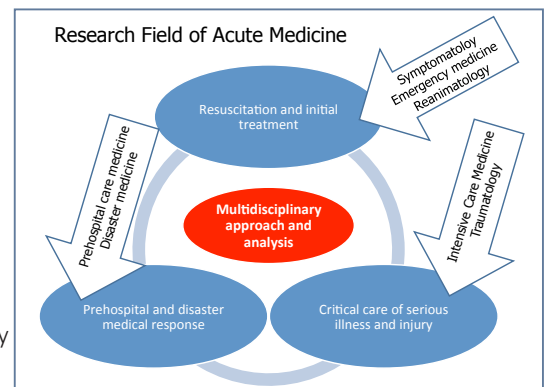 Research Field of Acute Medicine
Symptomatoloy
Emergency medicine
Reanimatology
Resuscitation and initial
treatment
Prehospital care medicine
Disaster medicine
Multidisciplinary
approach and
analysis
Intensive Care Medicine
Traumatology
Prehospital and disaster
medical response
Critical care of serious
illness and injury
y